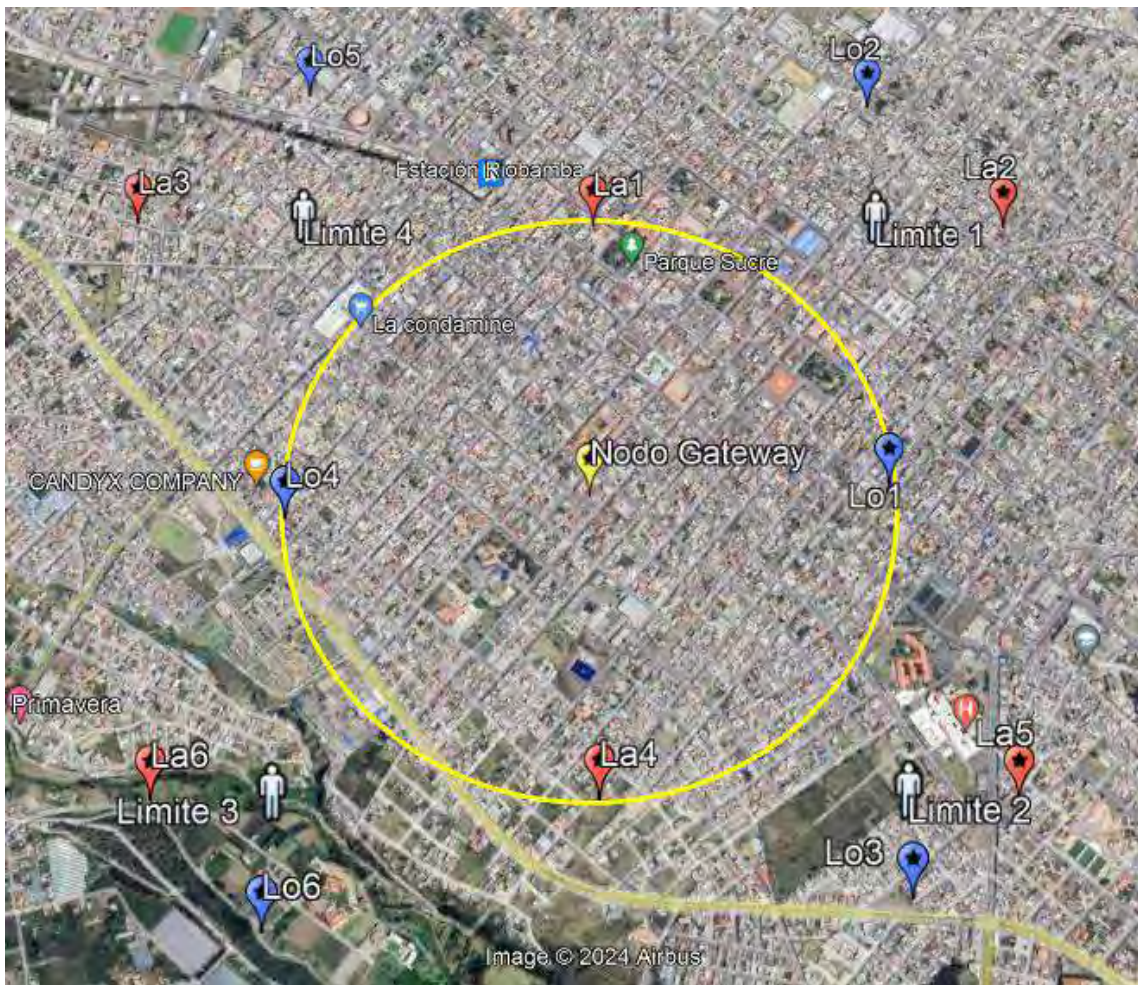 Lo5
Lo2
Estación Riobamba
La3
La1
La2
Limite 4
Limite 1
Parque Sucre
La condamine
Nodo Gateway
CANDYX COMPANY
Lo4
Lo1
Primavera
H
La5
La6
La4
Limite 3
Limite 2
Lo3
Lo6
Image © 2024 Airbus